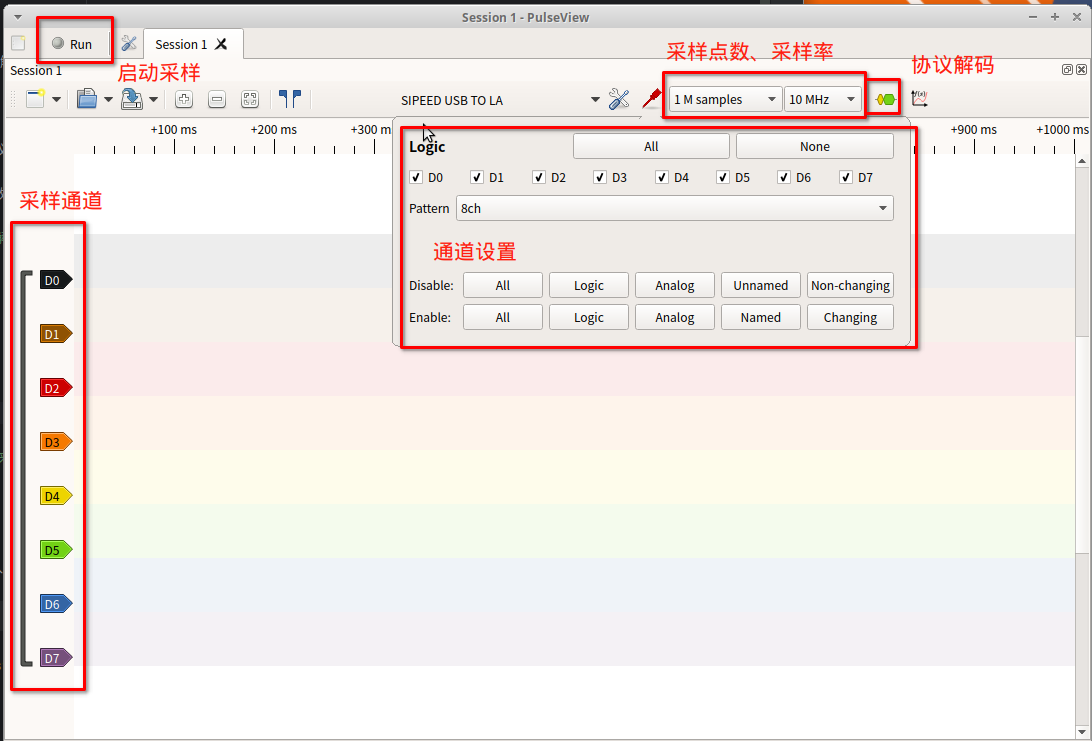 Session 1 - PulseView
Run
Session 1
启动采样
采样点数、采样率
协议解码
Session 1
SIPEED USB TO LA
1 M samples
10 MHz
f(x)
+100 ms
+200 ms
+300 m
+900 ms
+1000 ms
Logic
All
None
D0
D1
D2
D3
D4
D5
D6
D7
Pattern
8ch
通道设置
Disable:
All
Logic
Analog
Unnamed
Non-changing
Enable:
All
Logic
Analog
Named
Changing
采样通道
D0
D1
D2
D3
D4
D5
D6
D7